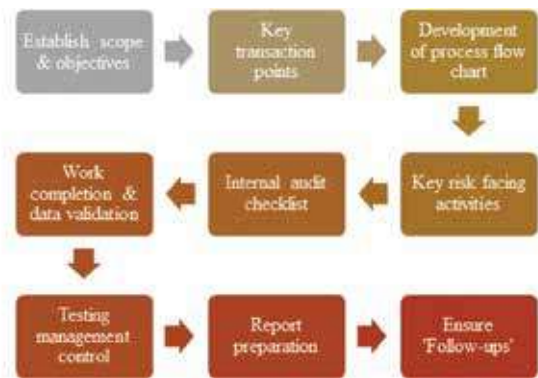 Establish scope
& objectives
Key
transaction
points
Development
of process flow
chart
Key risk facing
activities
Internal audit
checklist
Work
completion &
data validation
Testing
management
control
Report
preparation
Ensure
'Follow-ups'